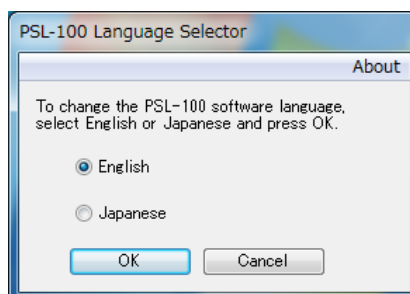 PSL-100 Language Selector
About
To change the PSL-100 software language,
select English or Japanese and press OK.
English
Japanese
OK Cancel